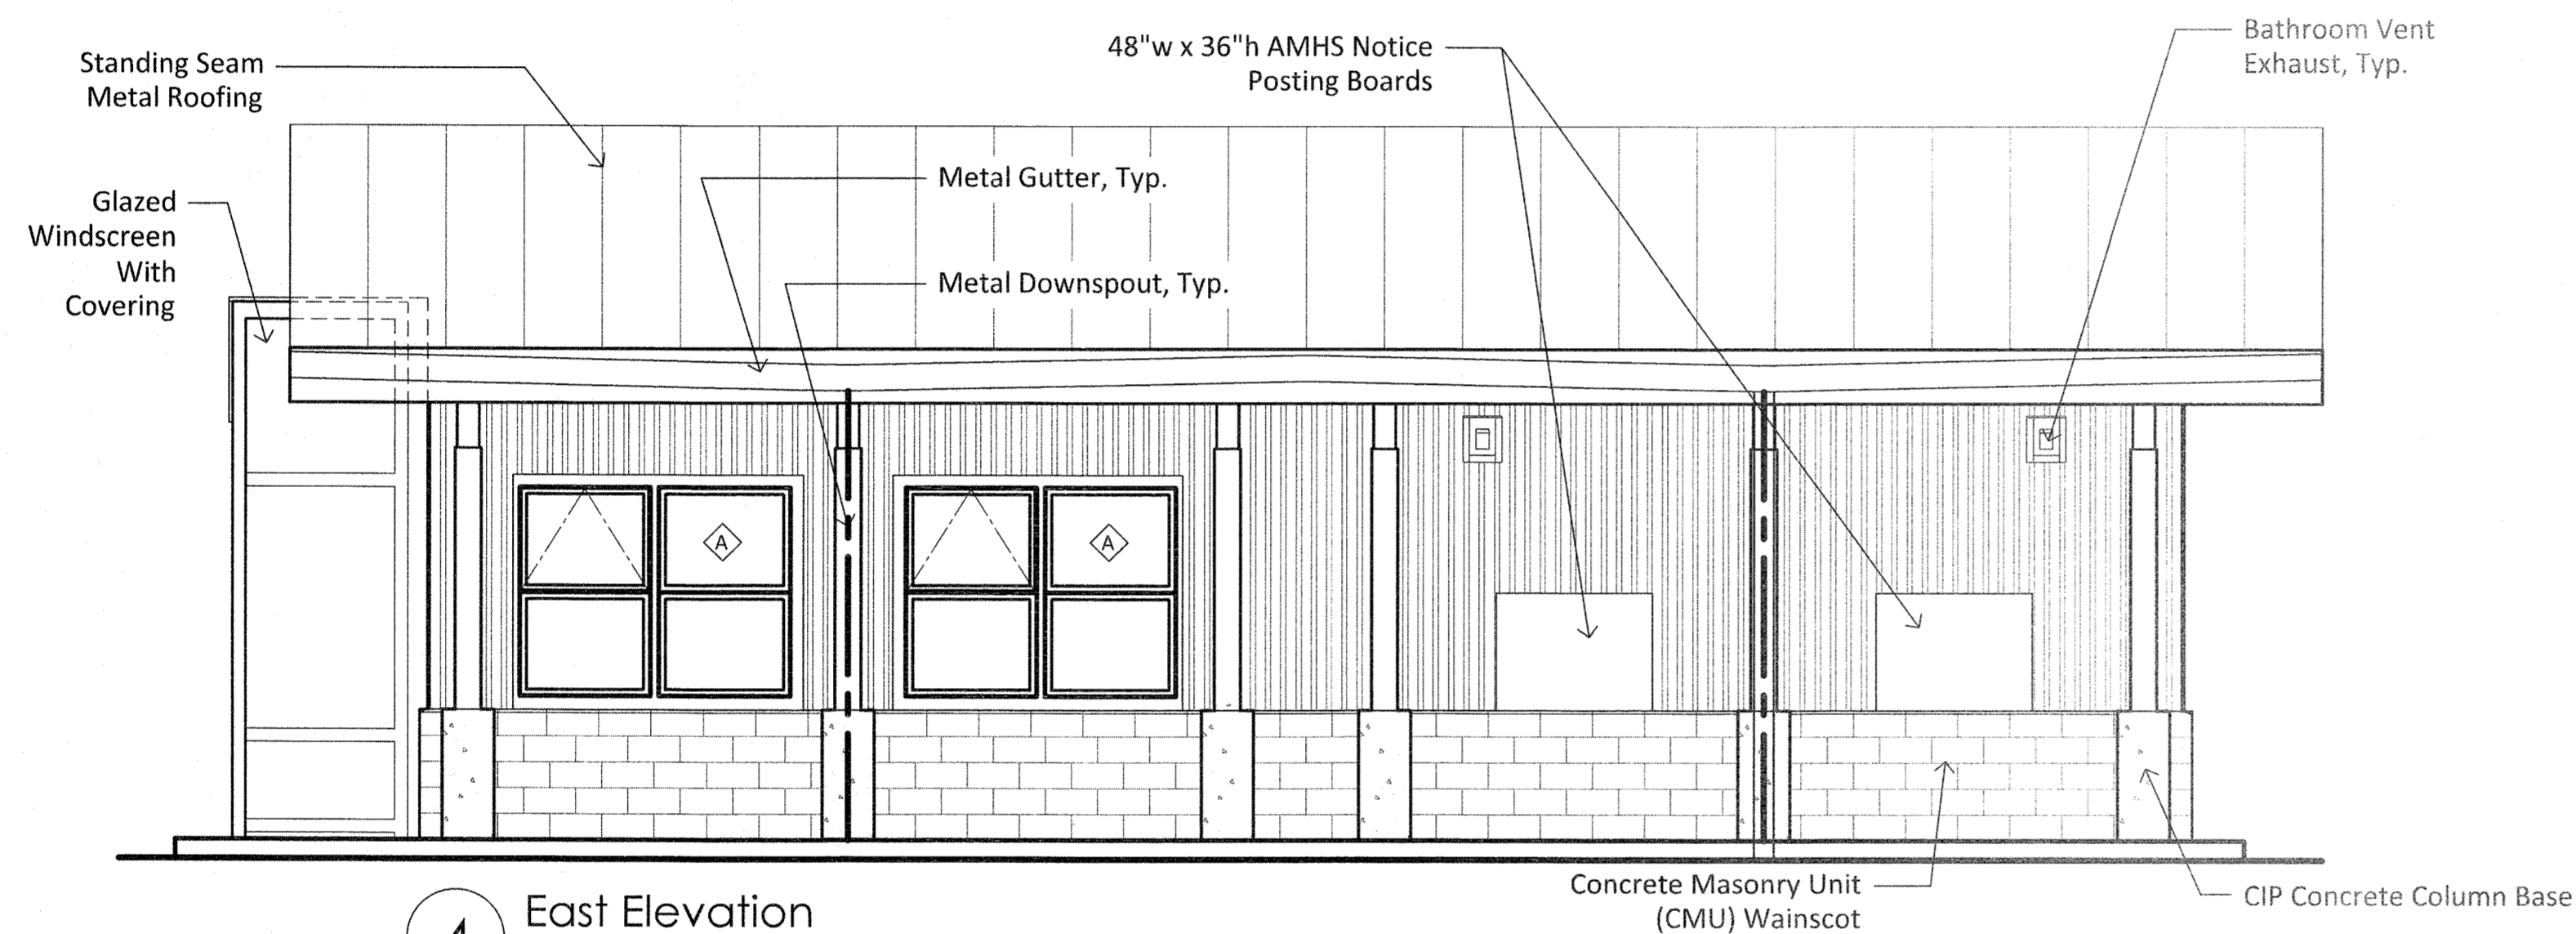 48"w x 36"h AMHS Notice
Posting Boards
Bathroom Vent
Exhaust, Typ.
Standing Seam
Metal Roofing
Metal Gutter, Typ.
Glazed
Windscreen
With
Covering
Metal Downspout, Typ.
A
A
Concrete Masonry Unit
(CMU) Wainscot
CIP Concrete Column Base
4
East Elevation